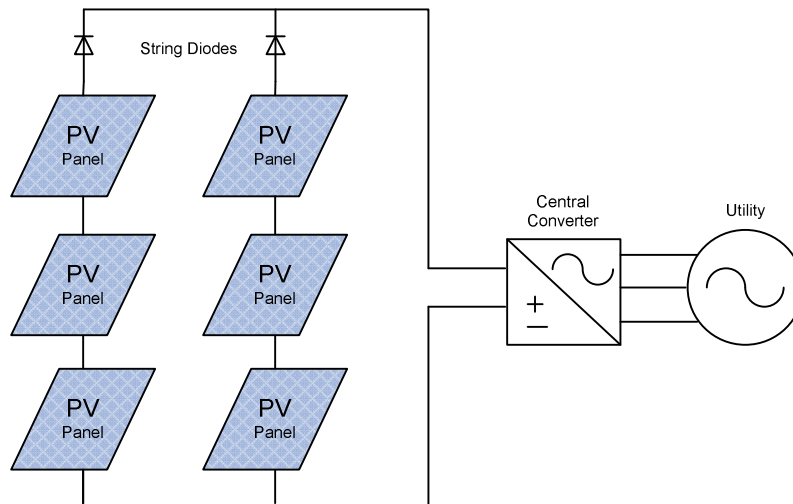 String Diodes
PV
Panel
PV
Panel
PV
Panel
PV
Panel
PV
Panel
PV
Panel
Central
Converter
Utility
+
−